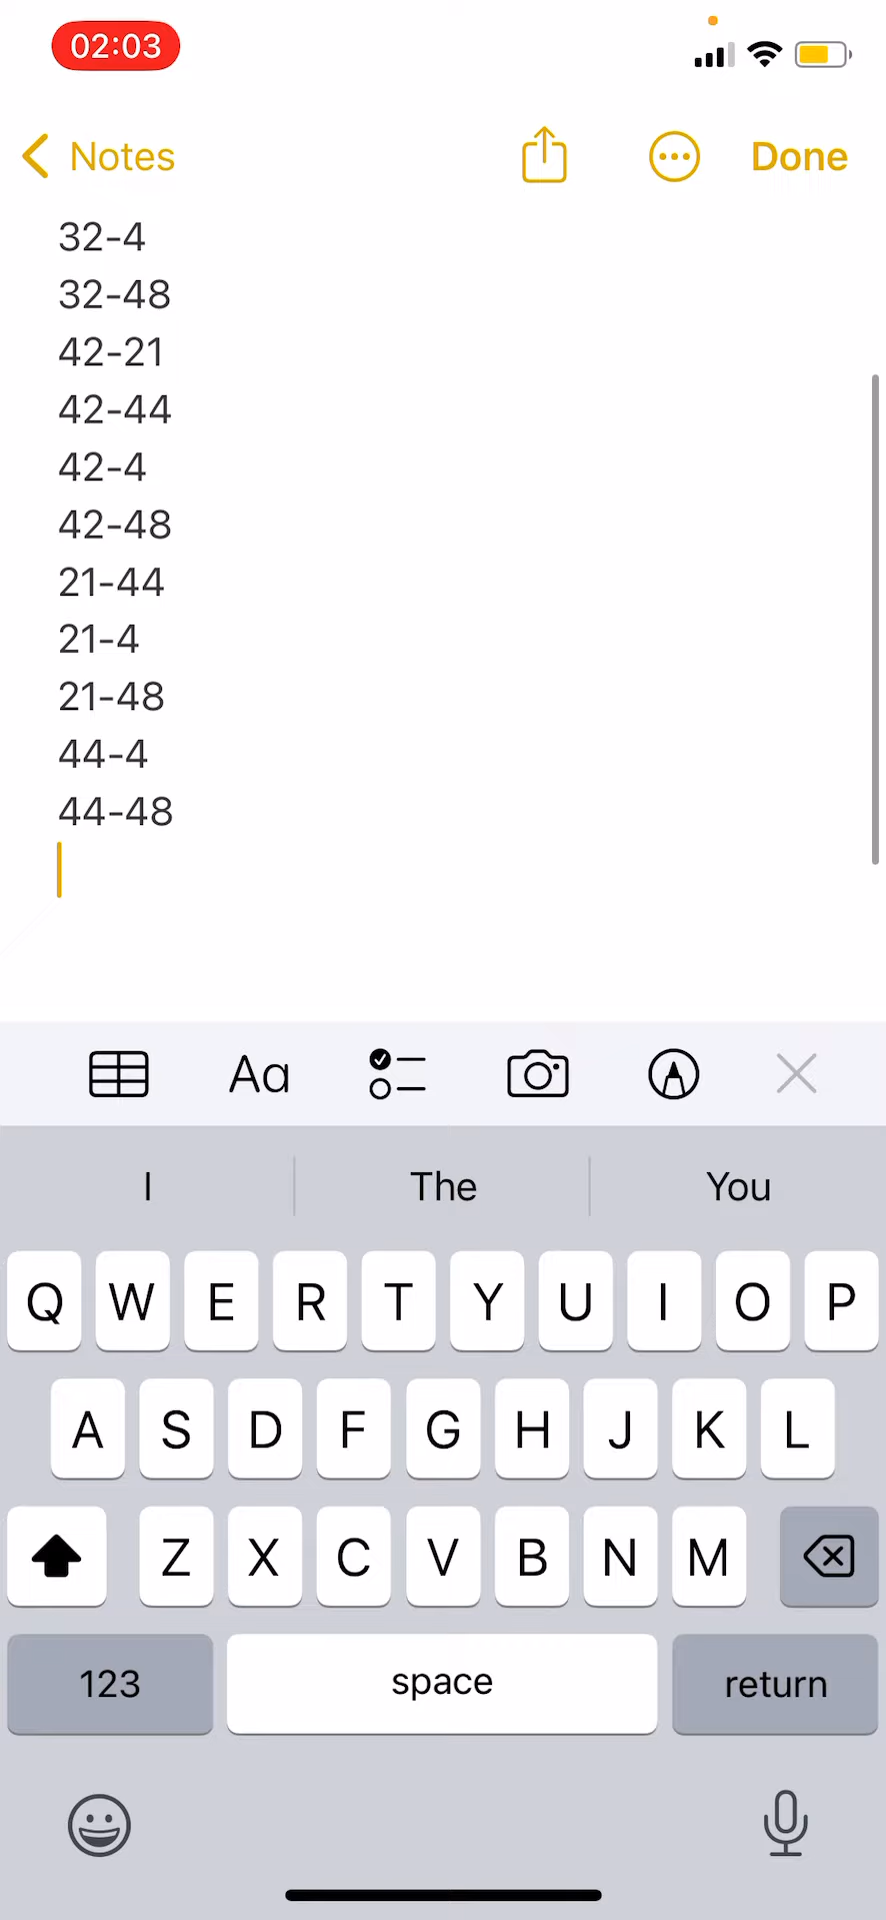 02:03
Notes
Done
32-4
32-48
42-21
42-44
42-4
42-48
21-44
21-4
21-48
44-4
44-48
Aa
I The You
Q W E R T Y U I O P
A S D F G H J K L
Z X C V B N M
123 space return